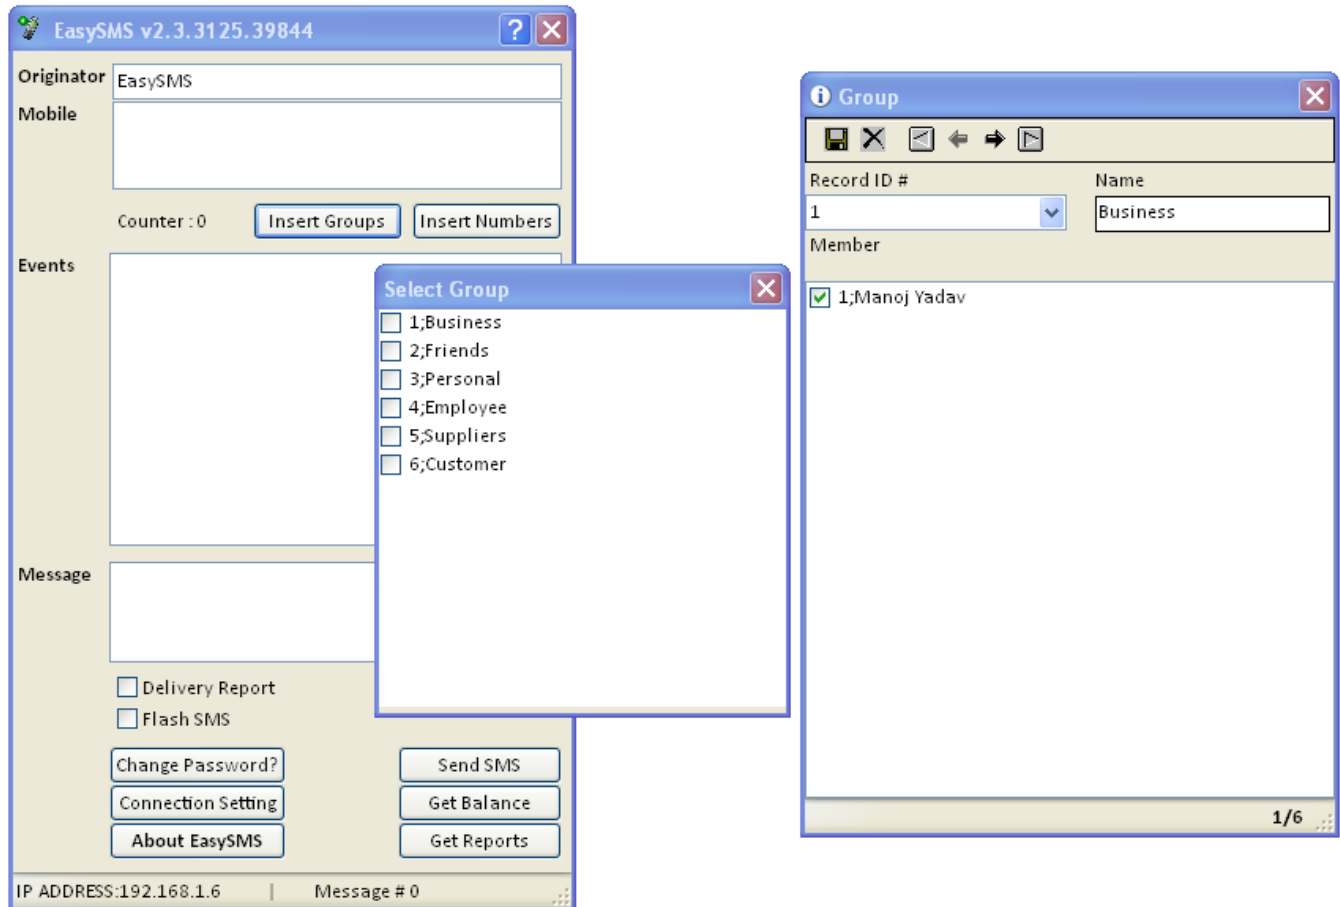 EasySMS v2.3.3125.39844
Originator EasySMS
Mobile
Counter : 0 Insert Groups Insert Numbers
Events
Message
Delivery Report
Flash SMS
Change Password? Send SMS
Connection Setting Get Balance
About EasySMS Get Reports
IP ADDRESS:192.168.1.6 | Message # 0
Select Group
1;Business
2;Friends
3;Personal
4;Employee
5;Suppliers
6;Customer
Group
Record ID # Name
1 Business
Member
1;Manoj Yadav
1/6